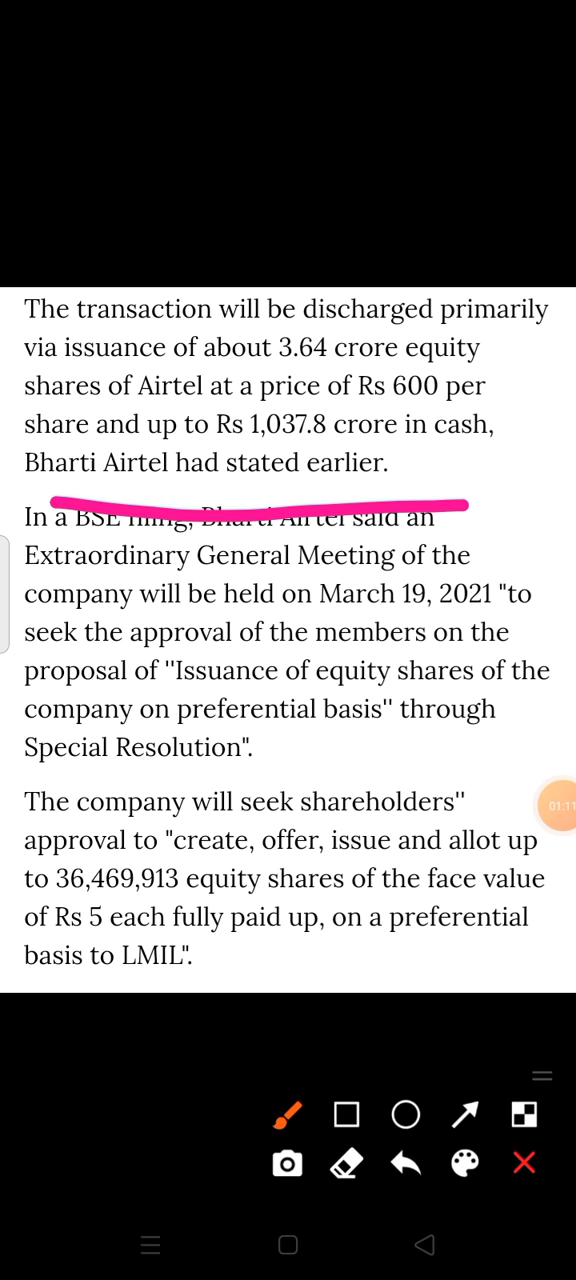 The transaction will be discharged primarily
via issuance of about 3.64 crore equity
shares of Airtel at a price of Rs 600 per
share and up to Rs 1,037.8 crore in cash,
Bharti Airtel had stated earlier.
In a BSE filing, Bharti Airtel said an
Extraordinary General Meeting of the
company will be held on March 19, 2021 "to
seek the approval of the members on the
proposal of "Issuance of equity shares of the
company on preferential basis" through
Special Resolution".
The company will seek shareholders"
approval to "create, offer, issue and allot up
to 36,469,913 equity shares of the face value
of Rs 5 each fully paid up, on a preferential
basis to LMIL".
01:11